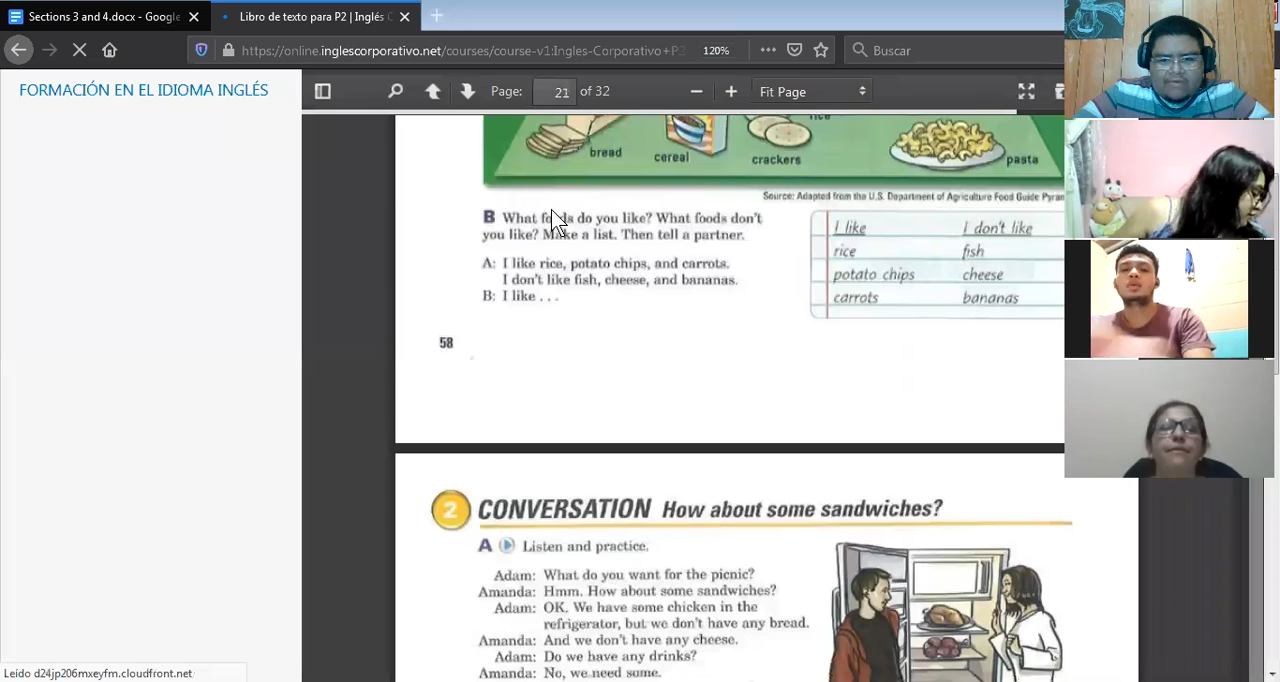 Sections 3 and 4.docx - Google
Libro de texto para P2 | Inglés C
https://online.inglescorporativo.net/courses/course-v1:Ingles-Corporativo+P
120%
Buscar
FORMACIÓN EN EL IDIOMA INGLÉS
Page: 21 of 32
Fit Page
rice
bread
cereal
crackers
pasta
Source: Adapted from the U.S. Department of Agriculture Food Guide Pyram
B What foods do you like? What foods don't
you like? Make a list. Then tell a partner.
A: I like rice, potato chips, and carrots.
I don't like fish, cheese, and bananas.
B: I like . . .
I like I don't like
rice fish
potato chips cheese
carrots bananas
58
2 CONVERSATION How about some sandwiches?
A Listen and practice.
Adam: What do you want for the picnic?
Amanda: Hmm. How about some sandwiches?
Adam: OK. We have some chicken in the
refrigerator, but we don't have any bread.
Amanda: And we don't have any cheese.
Adam: Do we have any drinks?
Amanda: No, we need some.
Leído d24jp206mxeyfm.cloudfront.net